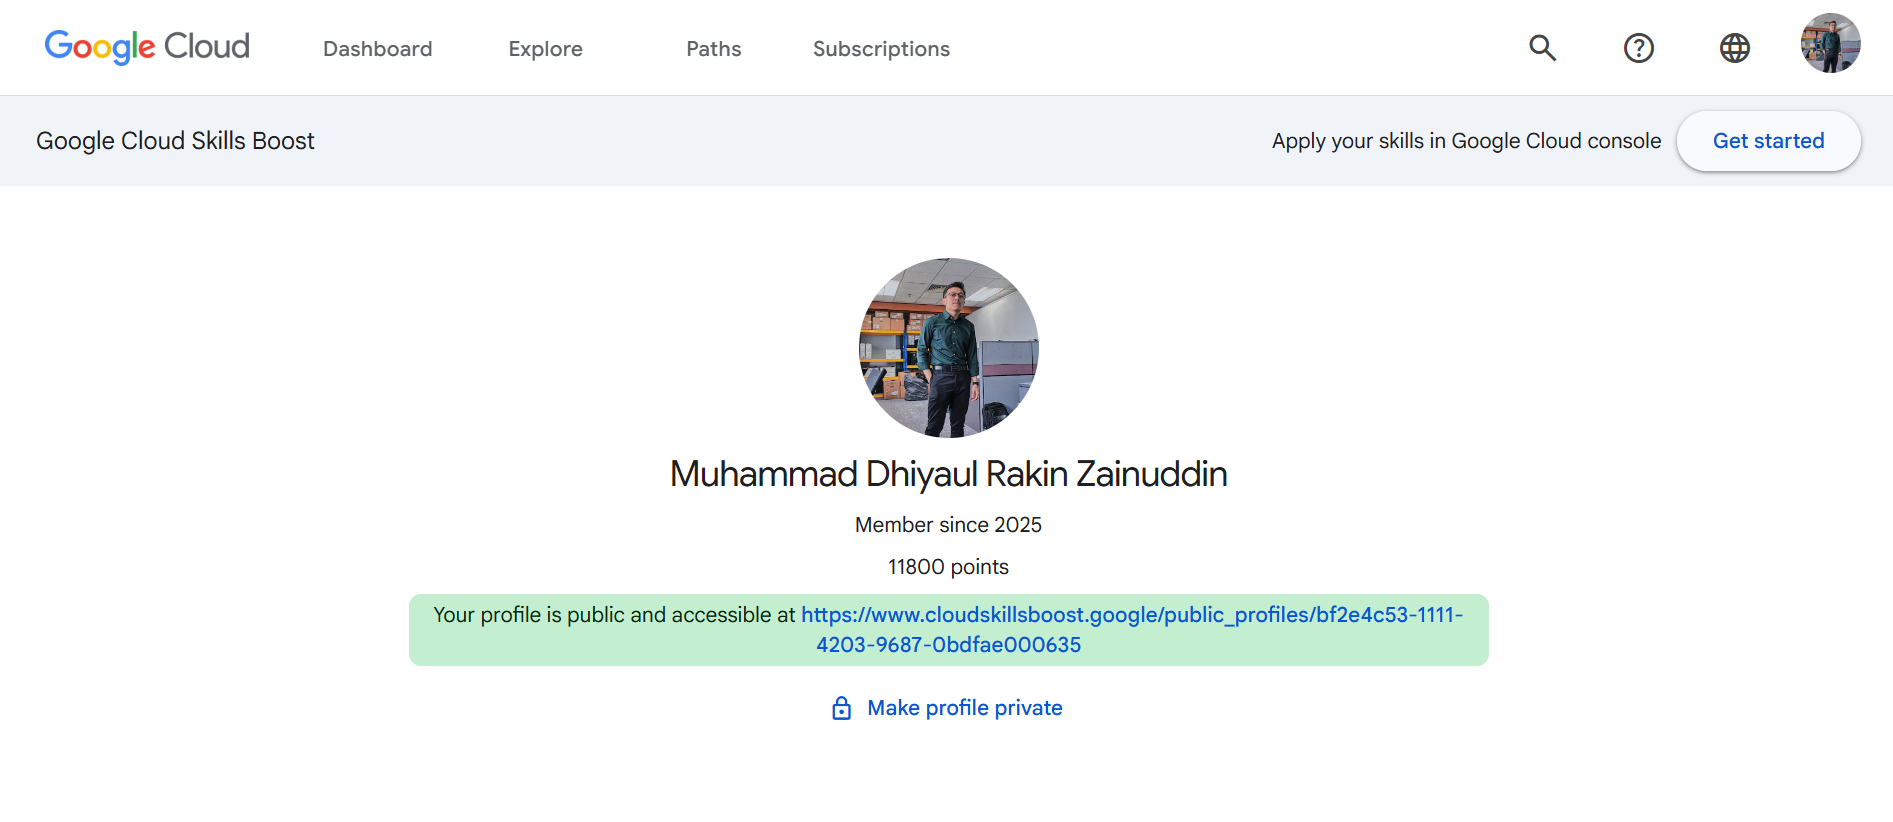 Google Cloud
Dashboard
Explore
Paths
Subscriptions
Google Cloud Skills Boost
Apply your skills in Google Cloud console
Get started
Muhammad Dhiyaul Rakin Zainuddin
Member since 2025
11800 points
Your profile is public and accessible at https://www.cloudskillsboost.google/public_profiles/bf2e4c53-1111-
4203-9687-0bdfae000635
Make profile private